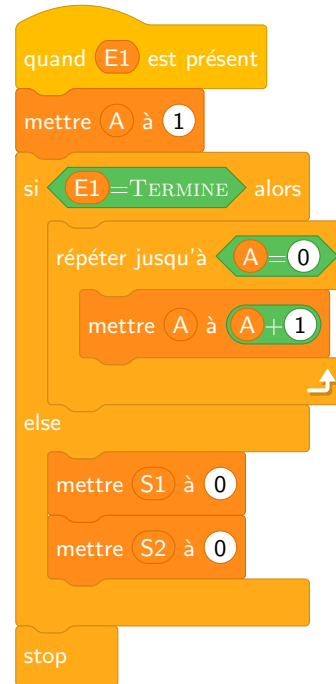 quand E1 est présent
mettre A à 1
si E1=TERMINE alors
répéter jusqu'à A=0
mettre A à A+1
else
mettre S1 à 0
mettre S2 à 0
stop